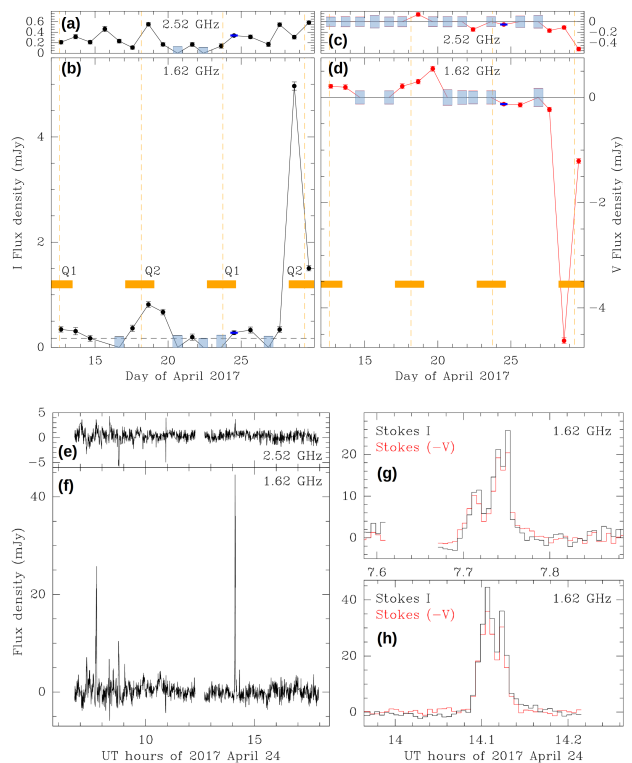 (a)
2.52 GHz
0.6
0.4
0.2
0
(b)
1.62 GHz
I Flux density (mJy)
5
2
1
0
Q1
Q2
Q1
Q2
15
20
25
Day of April 2017
(c)
2.52 GHz
0
−0.2
−0.4
(d)
1.62 GHz
0
−2
−4
V Flux density (mJy)
15
20
25
Day of April 2017
5
0
−5
(e)
2.52 GHz
(f)
1.62 GHz
40
20
0
Flux density (mJy)
10
15
UT hours of 2017 April 24
Stokes I
1.62 GHz
Stokes (−V)
(g)
20
10
0
7.6
7.7
7.8
Stokes I
1.62 GHz
Stokes (−V)
(h)
40
20
0
14
14.1
14.2
UT hours of 2017 April 24